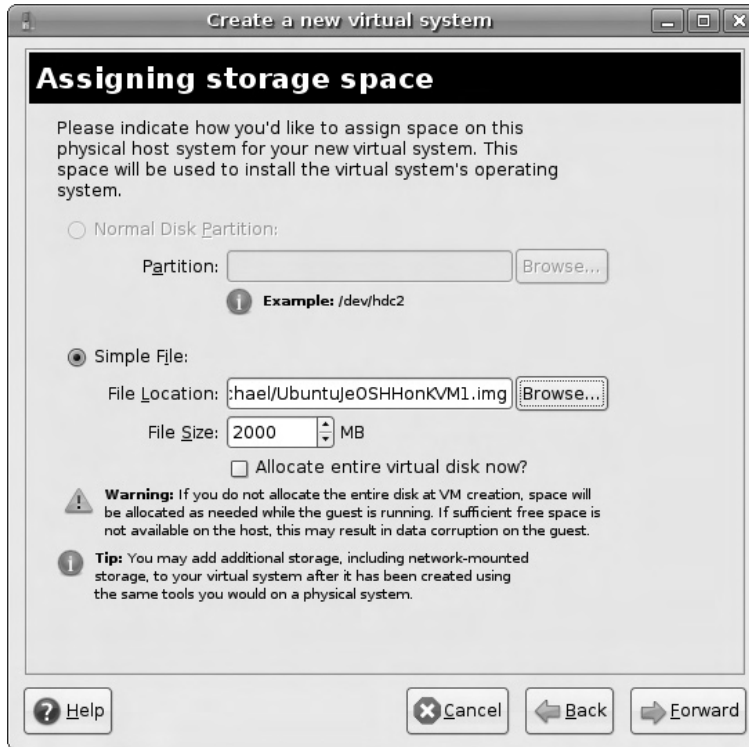 Create a new virtual system
Assigning storage space
Please indicate how you'd like to assign space on this
physical host system for your new virtual system. This
space will be used to install the virtual system's operating
system.
Normal Disk Partition:
Partition: Browse...
Example: /dev/hdc2
Simple File:
File Location: :hael/UbuntuJeOSHHonKVM1.img Browse...
File Size: 2000 MB
Allocate entire virtual disk now?
Warning: If you do not allocate the entire disk at VM creation, space will
be allocated as needed while the guest is running. If sufficient free space is
not available on the host, this may result in data corruption on the guest.
Tip: You may add additional storage, including network-mounted
storage, to your virtual system after it has been created using
the same tools you would on a physical system.
Help Cancel Back Forward